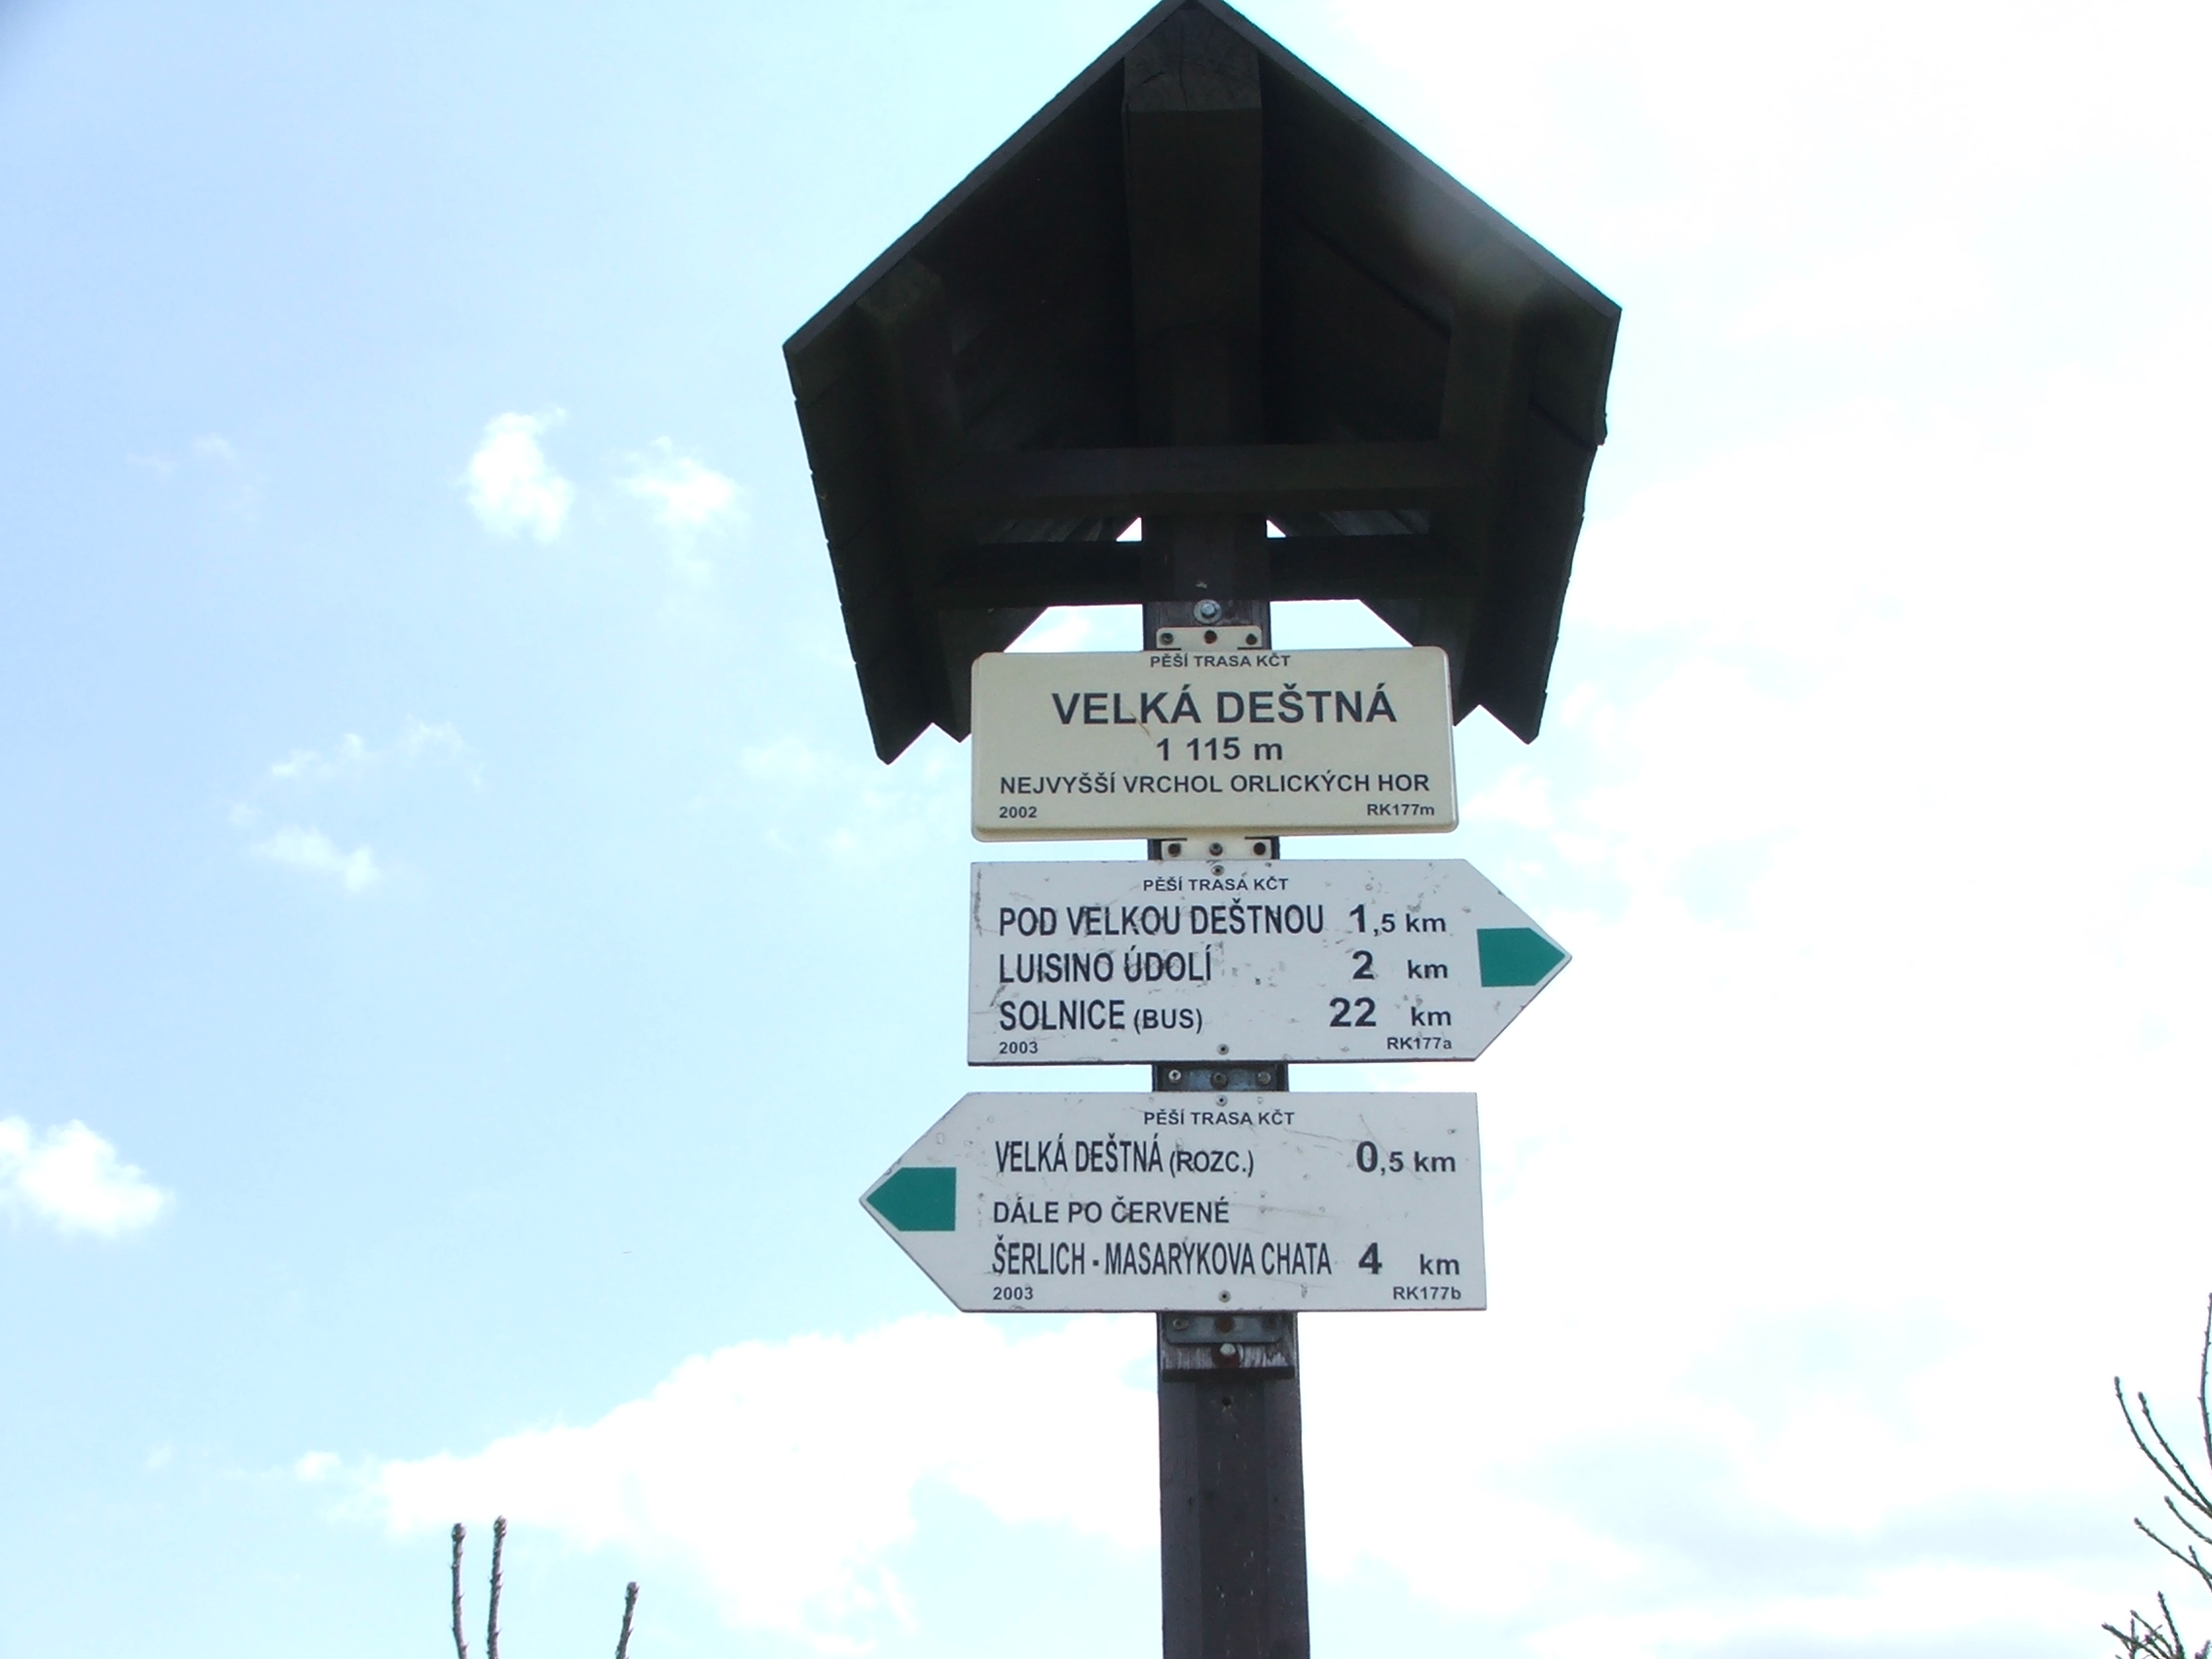 PĚŠÍ TRASA KČT
VELKÁ DEŠTNÁ
1 115 m
NEJVYŠŠÍ VRCHOL ORLICKÝCH HOR
2002 RK177m
PĚŠÍ TRASA KČT
POD VELKOU DEŠTNOU 1,5 km
LUISINO ÚDOLÍ 2 km
SOLNICE (BUS) 22 km
2003 RK177a
PĚŠÍ TRASA KČT
VELKÁ DEŠTNÁ (ROZC.) 0,5 km
DÁLE PO ČERVENÉ
ŠERLICH - MASARYKOVA CHATA 4 km
2003 RK177b